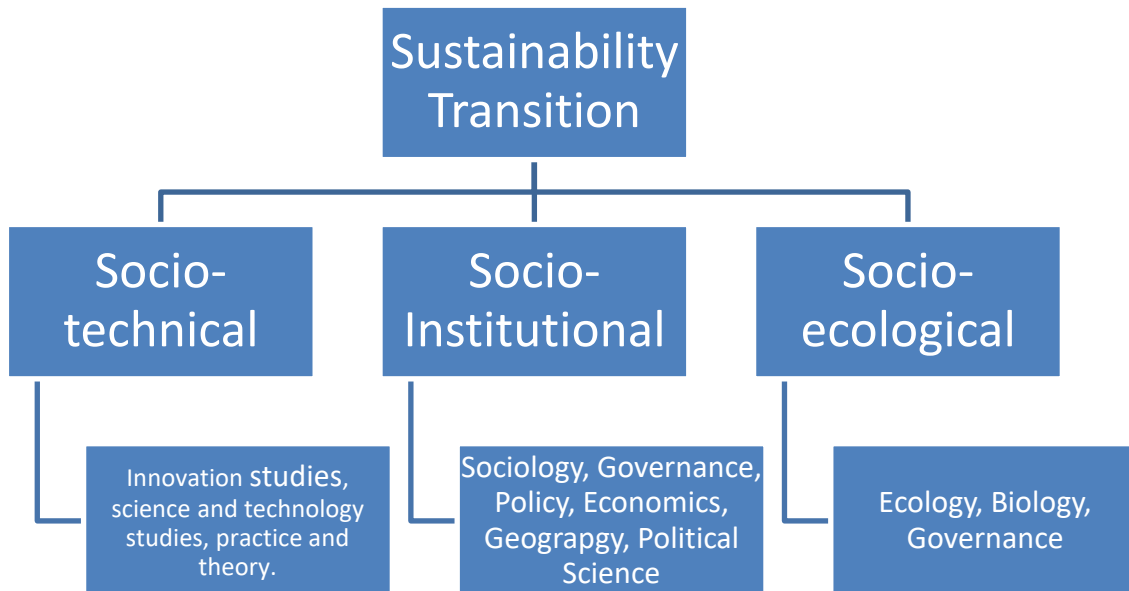 Sustainability
Transition
Socio-
technical
Socio-
Institutional
Socio-
ecological
Innovation studies,
science and technology
studies, practice and
theory.
Sociology, Governance,
Policy, Economics,
Geograpgy, Political
Science
Ecology, Biology,
Governance